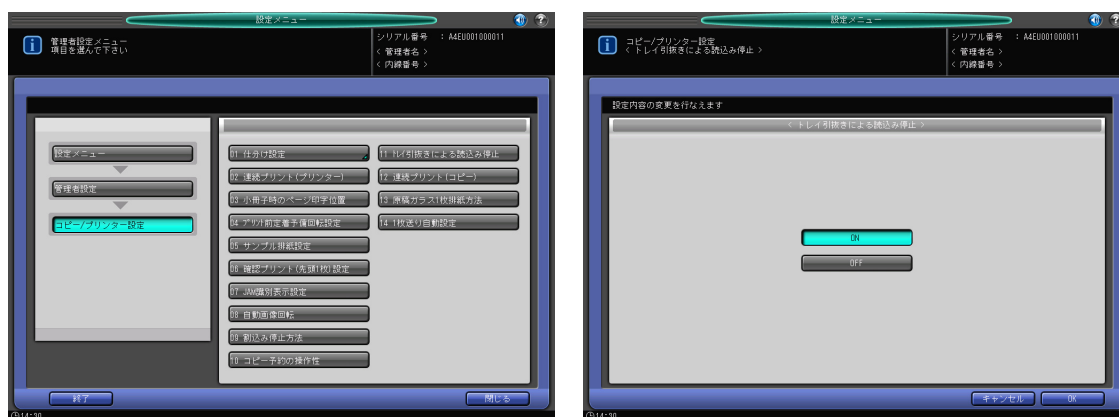 設定メニュー
管理者設定メニュー
項目を選んで下さい
シリアル番号 : A4EU001000011
< 管理者名 >
< 内線番号 >
設定メニュー
管理者設定
コピー/プリンター設定
01 仕分け設定
02 連続プリント(プリンター)
03 小冊子時のページ印字位置
04 プリント前定着予備回転設定
05 サンプル排紙設定
06 確認プリント(先頭1枚)設定
07 JAM識別表示設定
08 自動画像回転
09 割込み停止方法
10 コピー予約の操作性
11 トレイ引抜きによる読込み停止
12 連続プリント(コピー)
13 原稿ガラス1枚排紙方法
14 1枚送り自動設定
終了
閉じる
14:30
設定メニュー
コピー/プリンター設定
< トレイ引抜きによる読込み停止 >
シリアル番号 : A4EU001000011
< 管理者名 >
< 内線番号 >
設定内容の変更を行なえます
< トレイ引抜きによる読込み停止 >
ON
OFF
キャンセル
OK
14:30